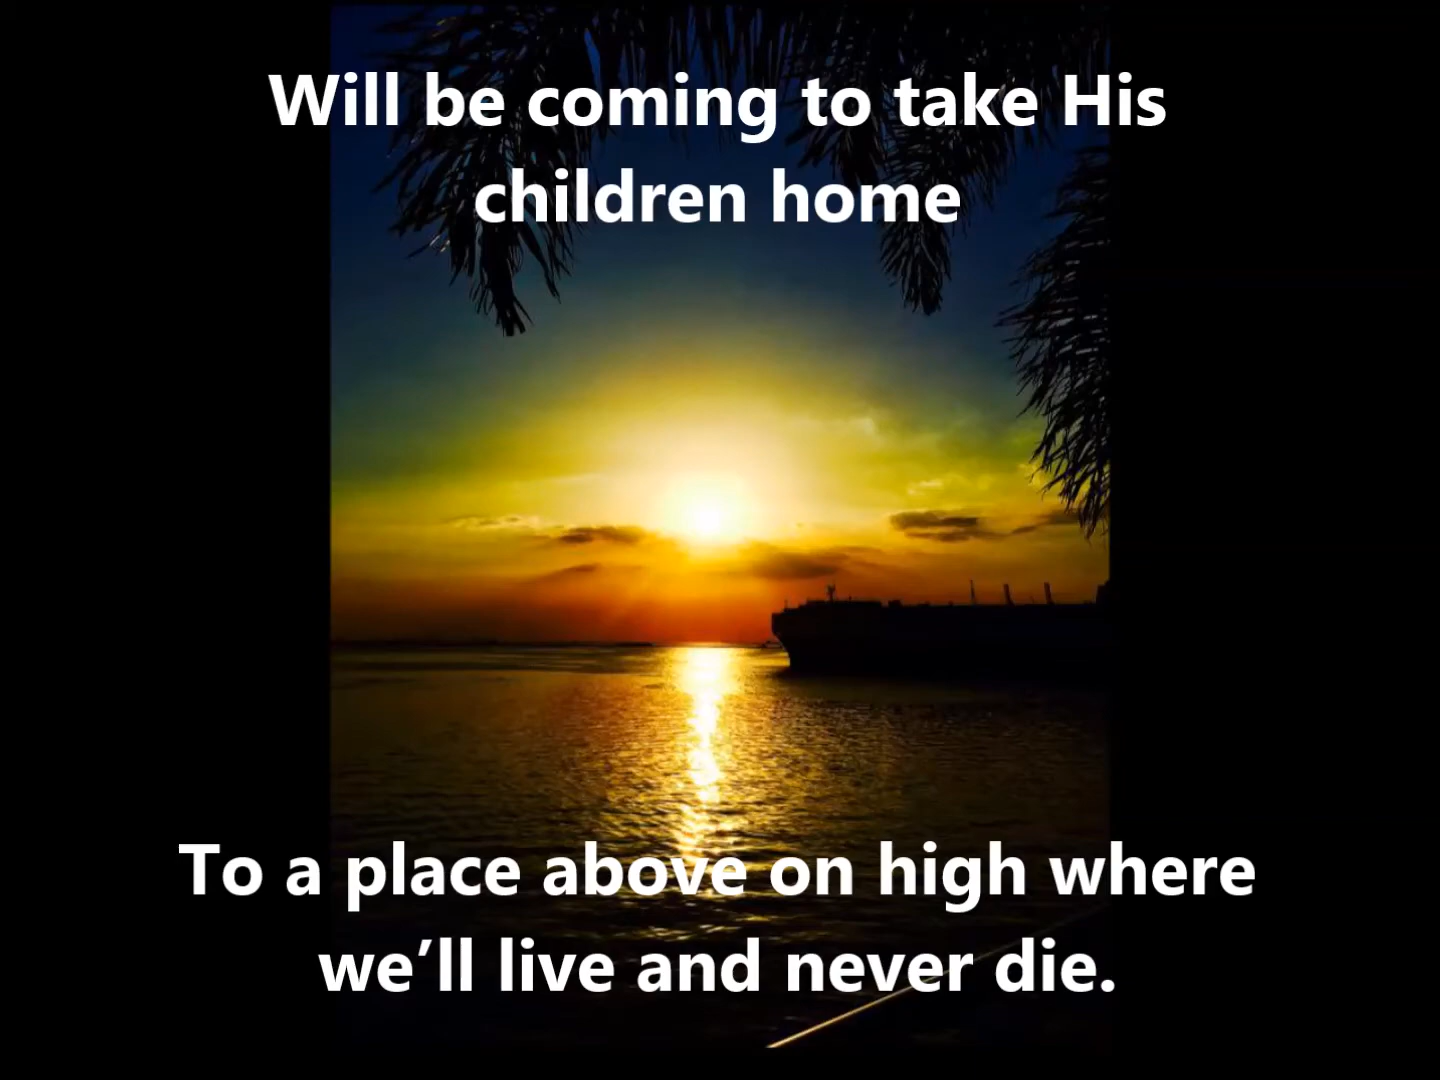 Will be coming to take His
children home
To a place above on high where
we’ll live and never die.